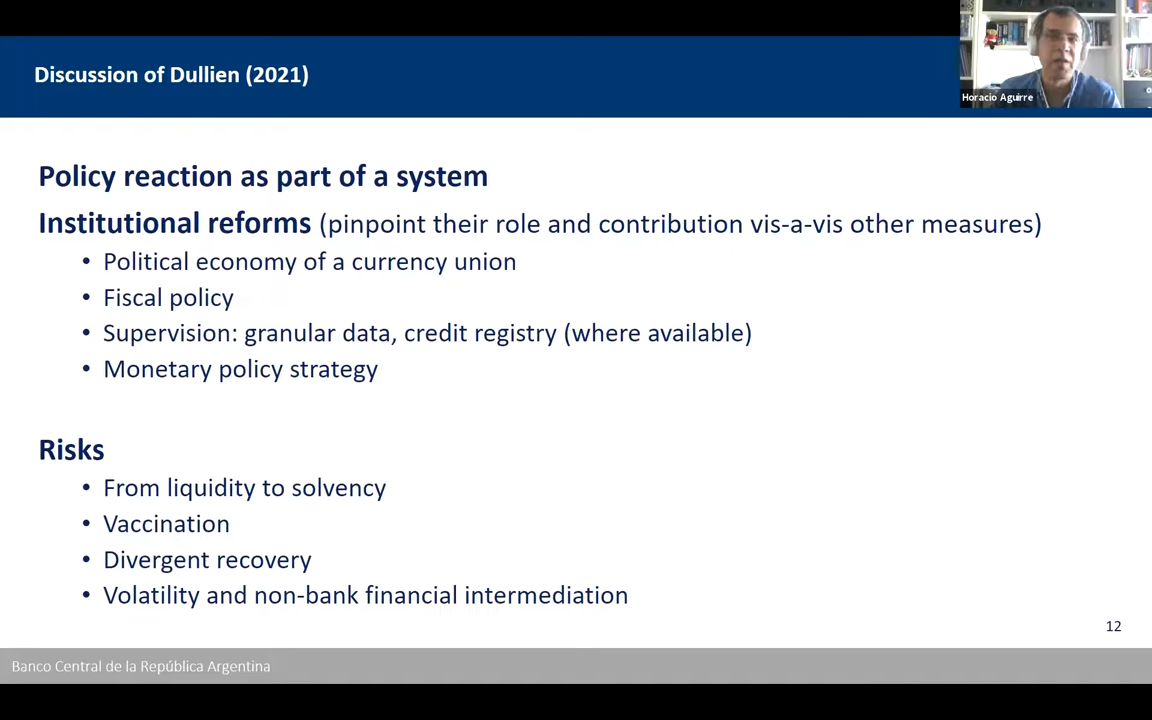 Discussion of Dullien (2021)
Horacio Aguirre
Policy reaction as part of a system
Institutional reforms (pinpoint their role and contribution vis-a-vis other measures)
• Political economy of a currency union
• Fiscal policy
• Supervision: granular data, credit registry (where available)
• Monetary policy strategy
Risks
• From liquidity to solvency
• Vaccination
• Divergent recovery
• Volatility and non-bank financial intermediation
12
Banco Central de la República Argentina